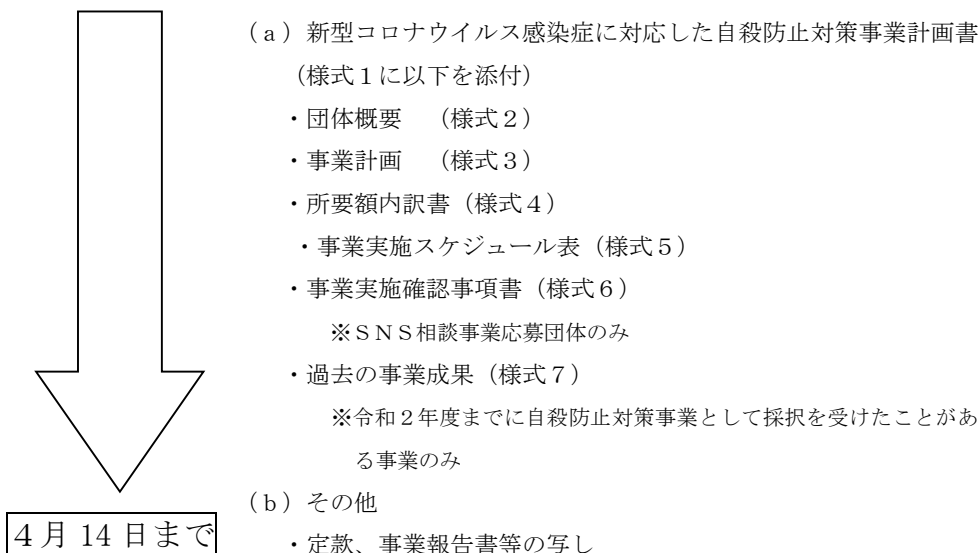 （ａ）新型コロナウイルス感染症に対応した自殺防止対策事業計画書
（様式１に以下を添付）
・団体概要　（様式２）
・事業計画　（様式３）
・所要額内訳書（様式４）
・事業実施スケジュール表（様式５）
・事業実施確認事項書（様式６）
※ＳＮＳ相談事業応募団体のみ
・過去の事業成果（様式７）
※令和２年度までに自殺防止対策事業として採択を受けたことがあ
る事業のみ
（ｂ）その他
４月 14 日まで
・定款、事業報告書等の写し